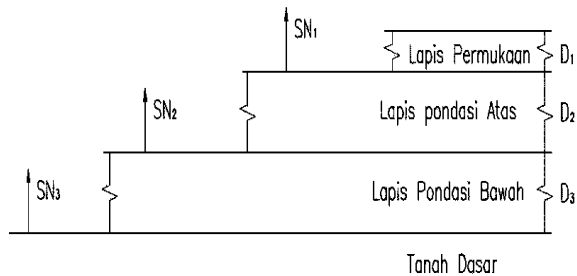 SN₁
Lapis Permukaan D₁
SN₂
Lapis pondasi Atas D₂
SN₃
Lapis Pondasi Bawah D₃
Tanah Dasar